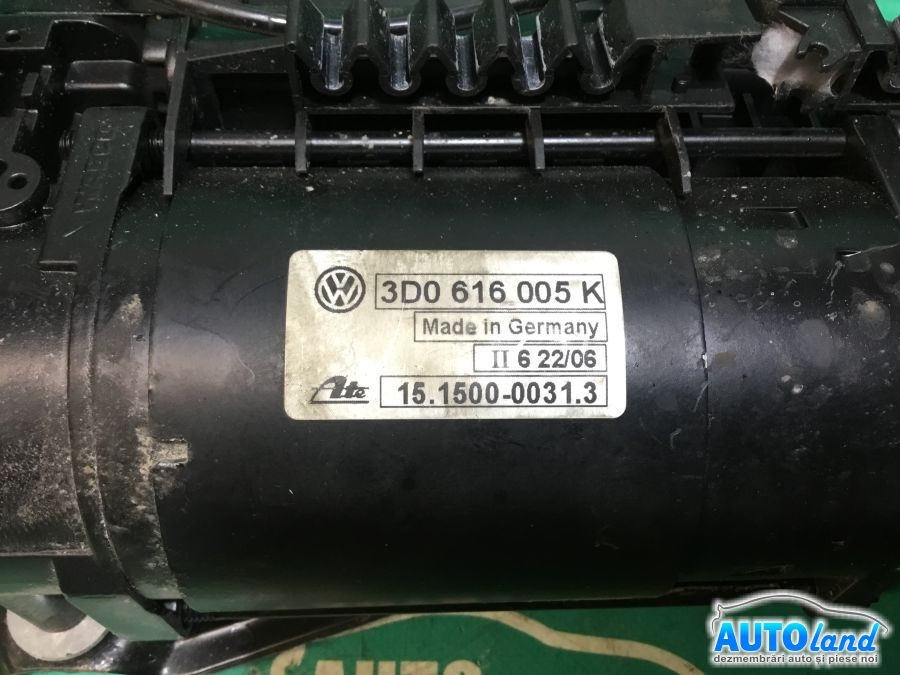 3D0 616 005 K
Made in Germany
II 6 22/06
Ate 15.1500-0031.3
AUTOland
dezmembrări auto și piese noi